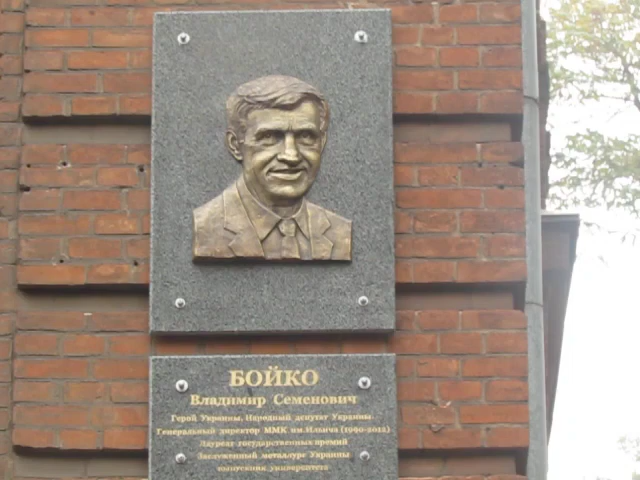 БОЙКО
Владимир Семенович
Герой Украины, Народный депутат Украины
Генеральный директор ММК им.Ильича (1990-2012)
Лауреат государственных премий
Заслуженный металлург Украины
университета